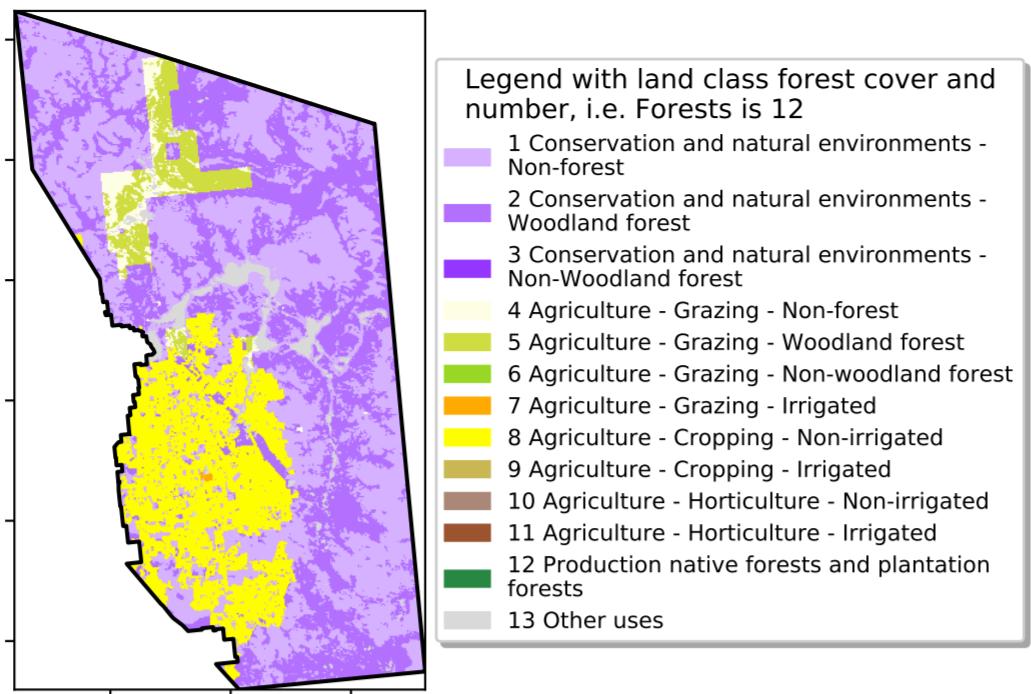 Legend with land class forest cover and
number, i.e. Forests is 12
1 Conservation and natural environments -
Non-forest
2 Conservation and natural environments -
Woodland forest
3 Conservation and natural environments -
Non-Woodland forest
4 Agriculture - Grazing - Non-forest
5 Agriculture - Grazing - Woodland forest
6 Agriculture - Grazing - Non-woodland forest
7 Agriculture - Grazing - Irrigated
8 Agriculture - Cropping - Non-irrigated
9 Agriculture - Cropping - Irrigated
10 Agriculture - Horticulture - Non-irrigated
11 Agriculture - Horticulture - Irrigated
12 Production native forests and plantation
forests
13 Other uses